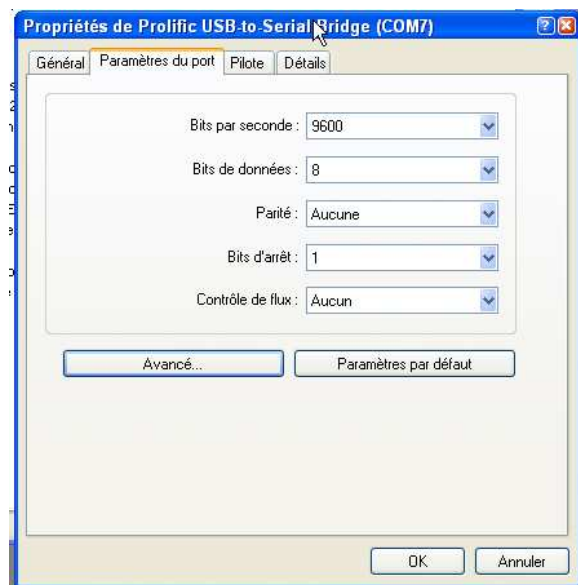 Propriétés de Prolific USB-to-Serial Bridge (COM7)
Général Paramètres du port Pilote Détails
Bits par seconde : 9600
Bits de données : 8
Parité : Aucune
Bits d'arrêt : 1
Contrôle de flux : Aucun
Avancé... Paramètres par défaut
OK Annuler